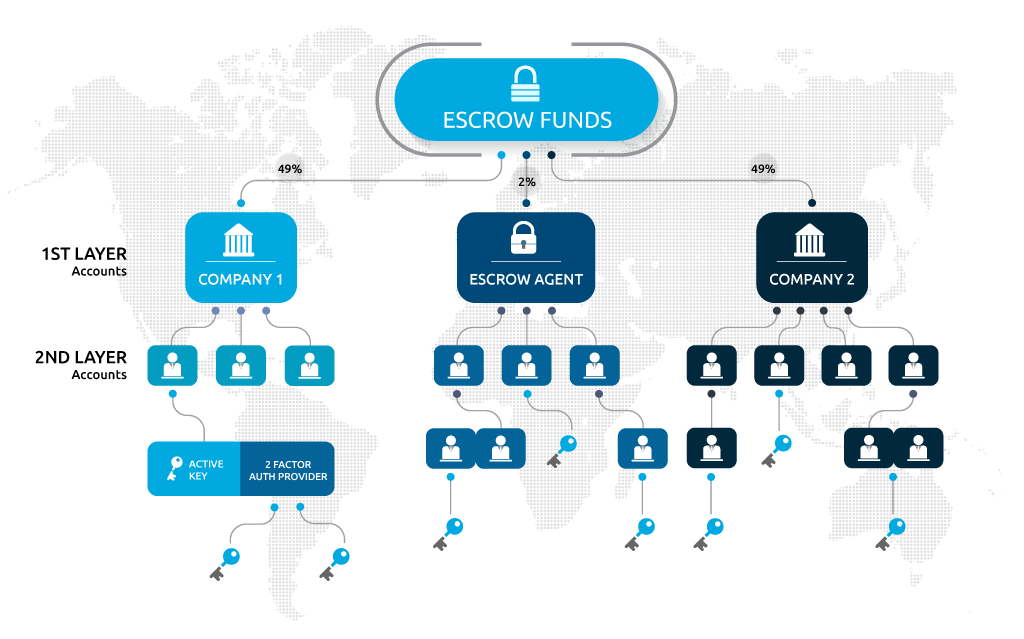 ESCROW FUNDS
49%
2%
49%
1ST LAYER
Accounts
COMPANY 1
ESCROW AGENT
COMPANY 2
2ND LAYER
Accounts
ACTIVE
KEY
2 FACTOR
AUTH PROVIDER